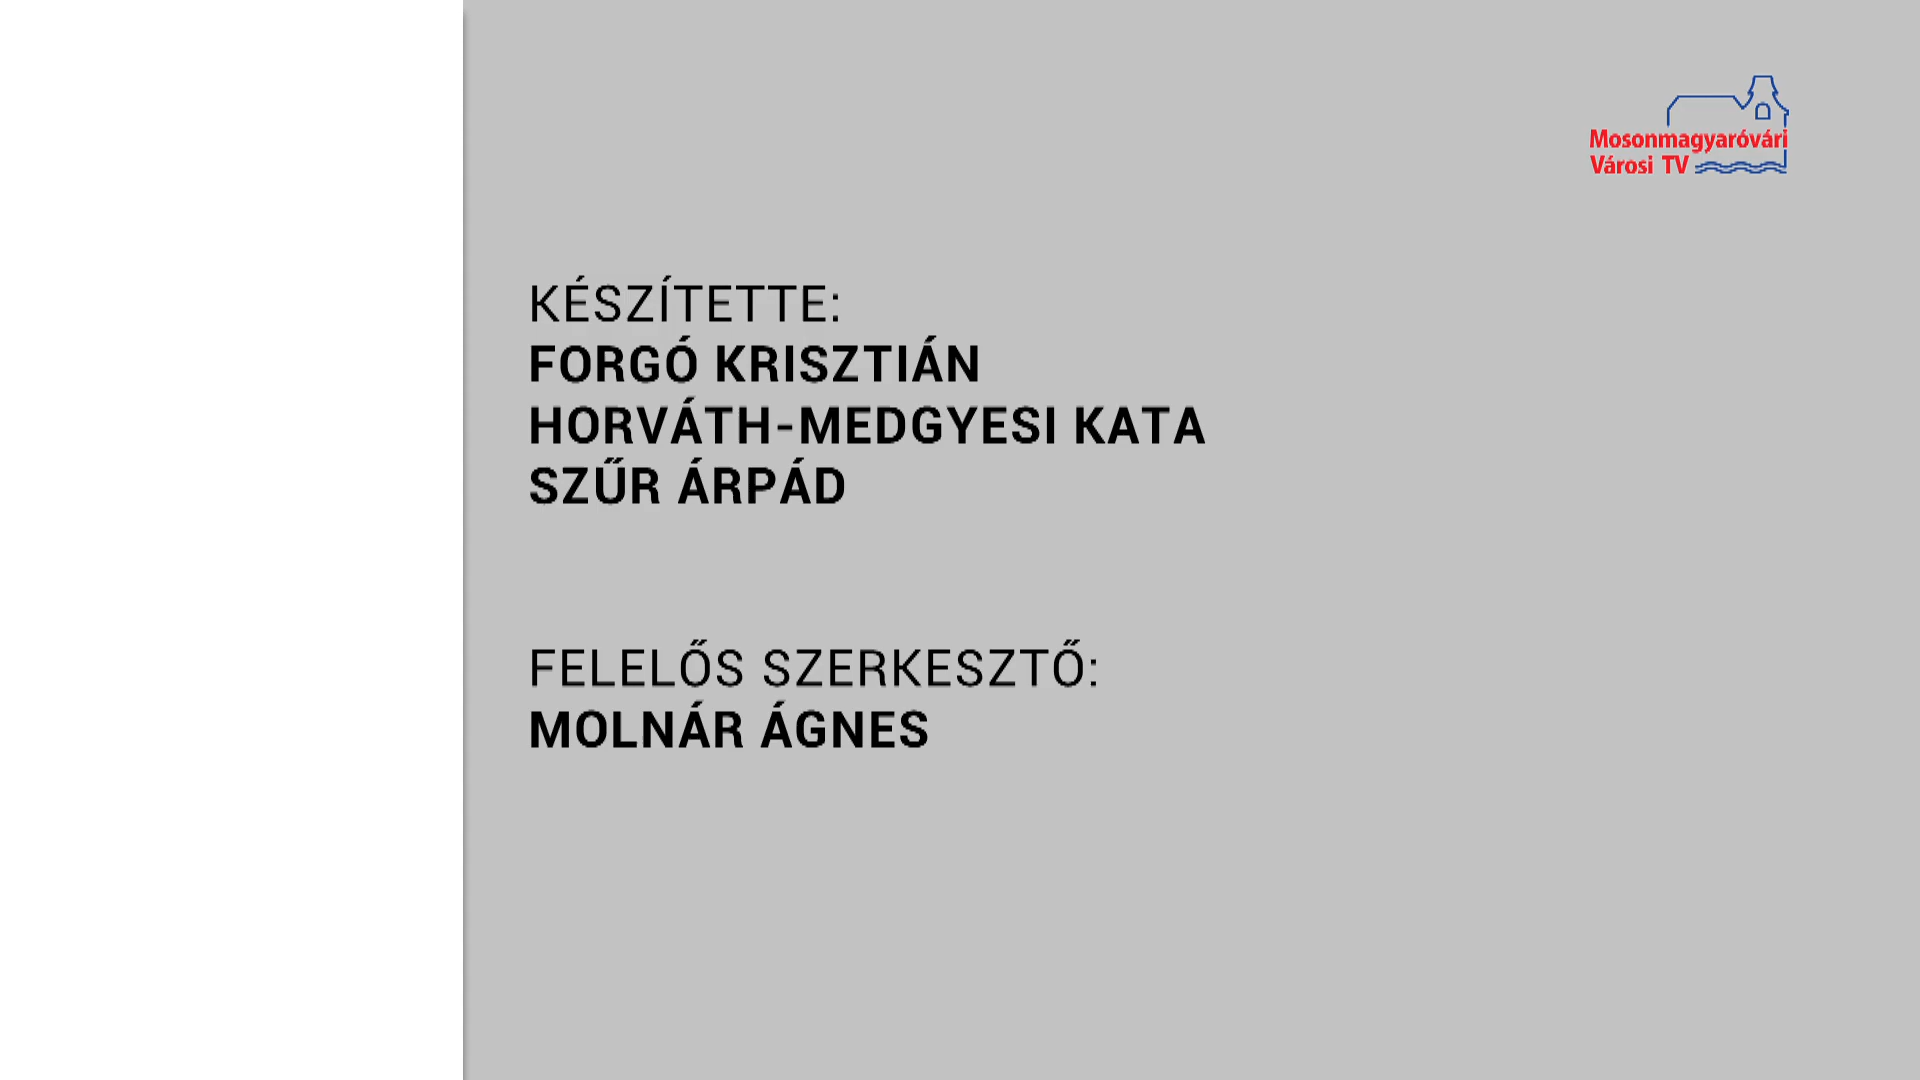 Mosonmagyaróvári
Városi TV
KÉSZÍTETTE:
FORGÓ KRISZTIÁN
HORVÁTH-MEDGYESI KATA
SZŰR ÁRPÁD
FELELŐS SZERKESZTŐ:
MOLNÁR ÁGNES